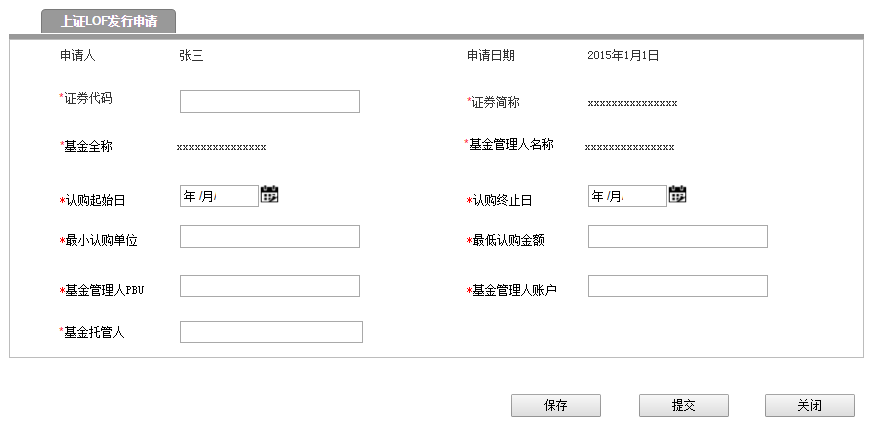 上证LOF发行申请
申请人 张三 申请日期 2015年1月1日
*证券代码 *证券简称 xxxxxxxxxxxxxxx
*基金全称 xxxxxxxxxxxxxxx *基金管理人名称 xxxxxxxxxxxxxxx
*认购起始日 年 /月/ *认购终止日 年 /月/
*最小认购单位 *最低认购金额
*基金管理人PBU *基金管理人账户
*基金托管人
保存 提交 关闭